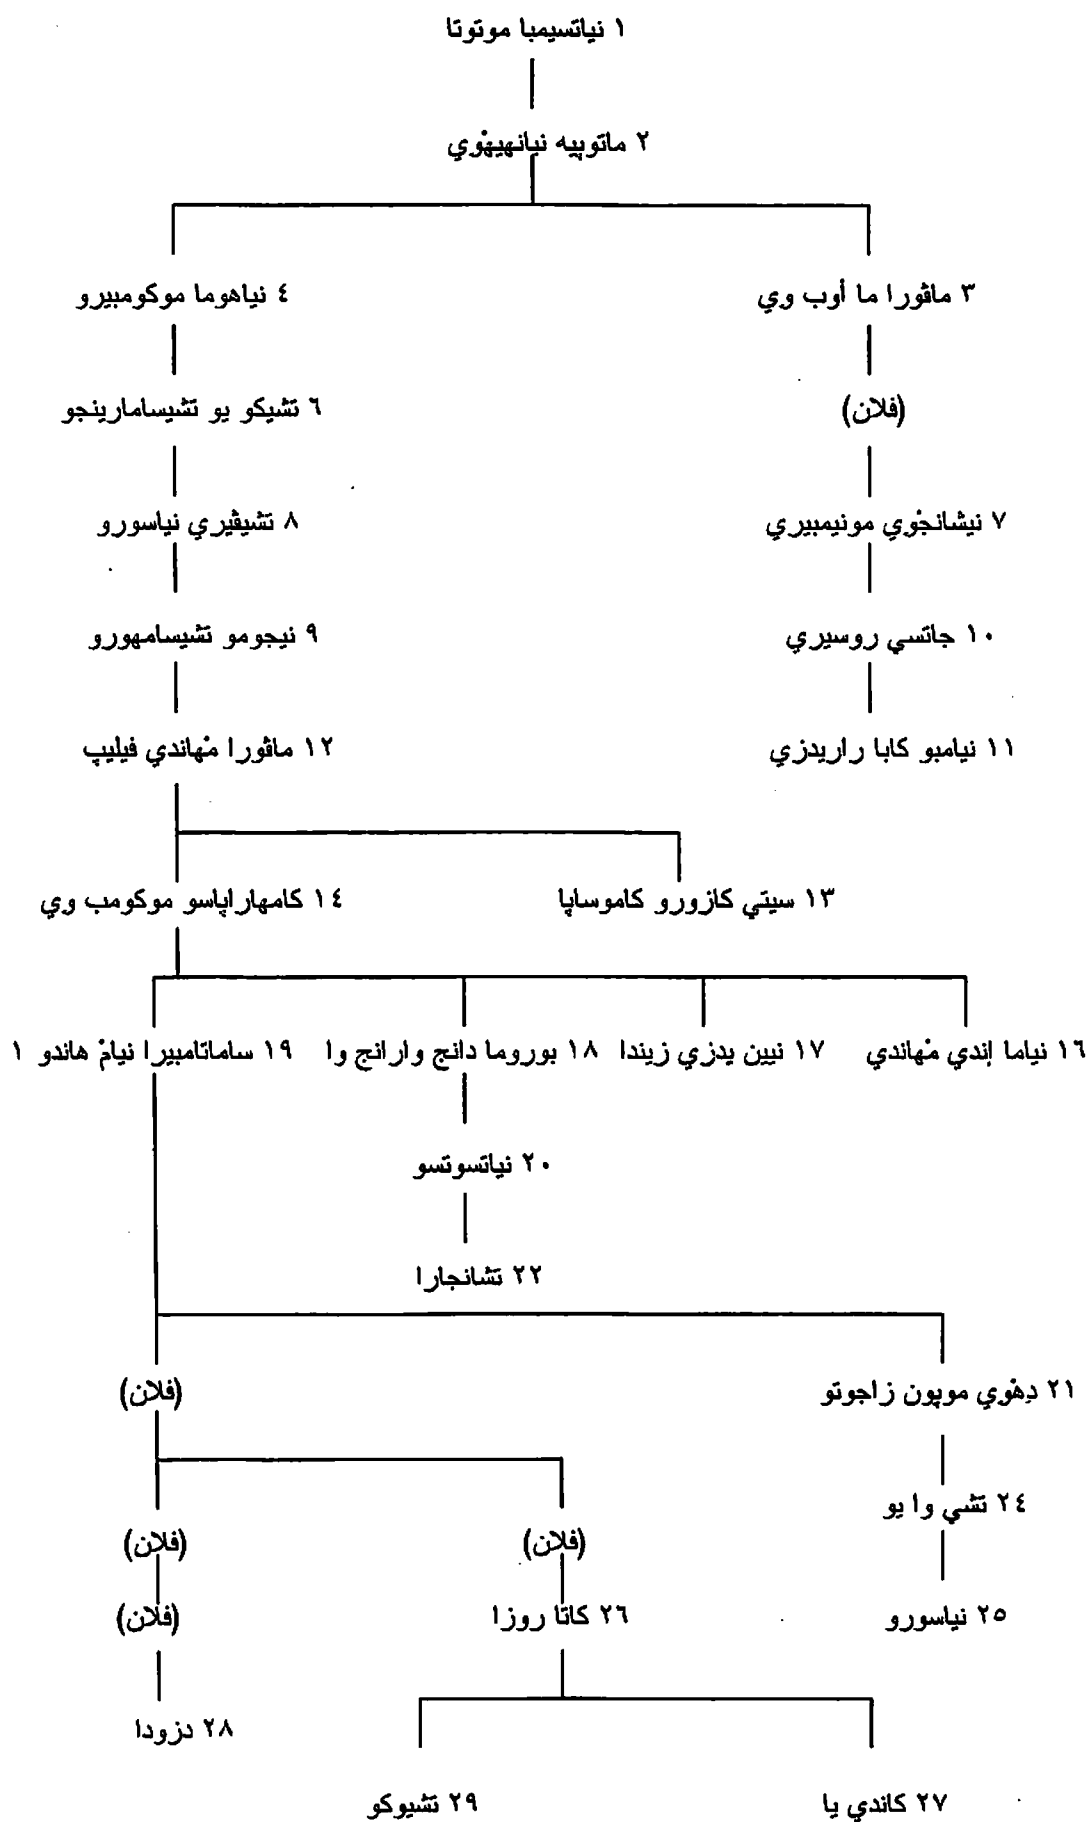 ١ نياتسيمبا موتوتا
٢ ماتوپيه نيانهيهْوي
٣ ماڤورا ما أوب وي
٤ نياهوما موكومبيرو
(فلان)
٦ تشيكو يو تشيسامارينجو
٧ نيشانجْوي مونيمبيري
٨ تشيڤيري نياسورو
١٠ جاتسي روسيري
٩ نيجومو تشيسامهورو
١١ نيامبو كابا راريدزي
١٢ ماڤورا مْهاندي فيليپ
١٣ سيتي كازورو كاموساپا
١٤ كامهاراپاسو موكومب وي
١٦ نياما إندي مْهاندي
١٧ نيين يدزي زيندا
١٨ بوروما دانج وارانج وا
١٩ ساماتامبيرا نيامْ هاندو ١
٢٠ نياتسوتسو
٢٢ تشانجارا
٢١ دِهْوي موپون زاجوتو
(فلان)
٢٤ تشي وا يو
(فلان)
(فلان)
٢٥ نياسورو
٢٦ كاتا روزا
(فلان)
٢٨ دزودا
٢٧ كاندي يا
٢٩ تشيوكو